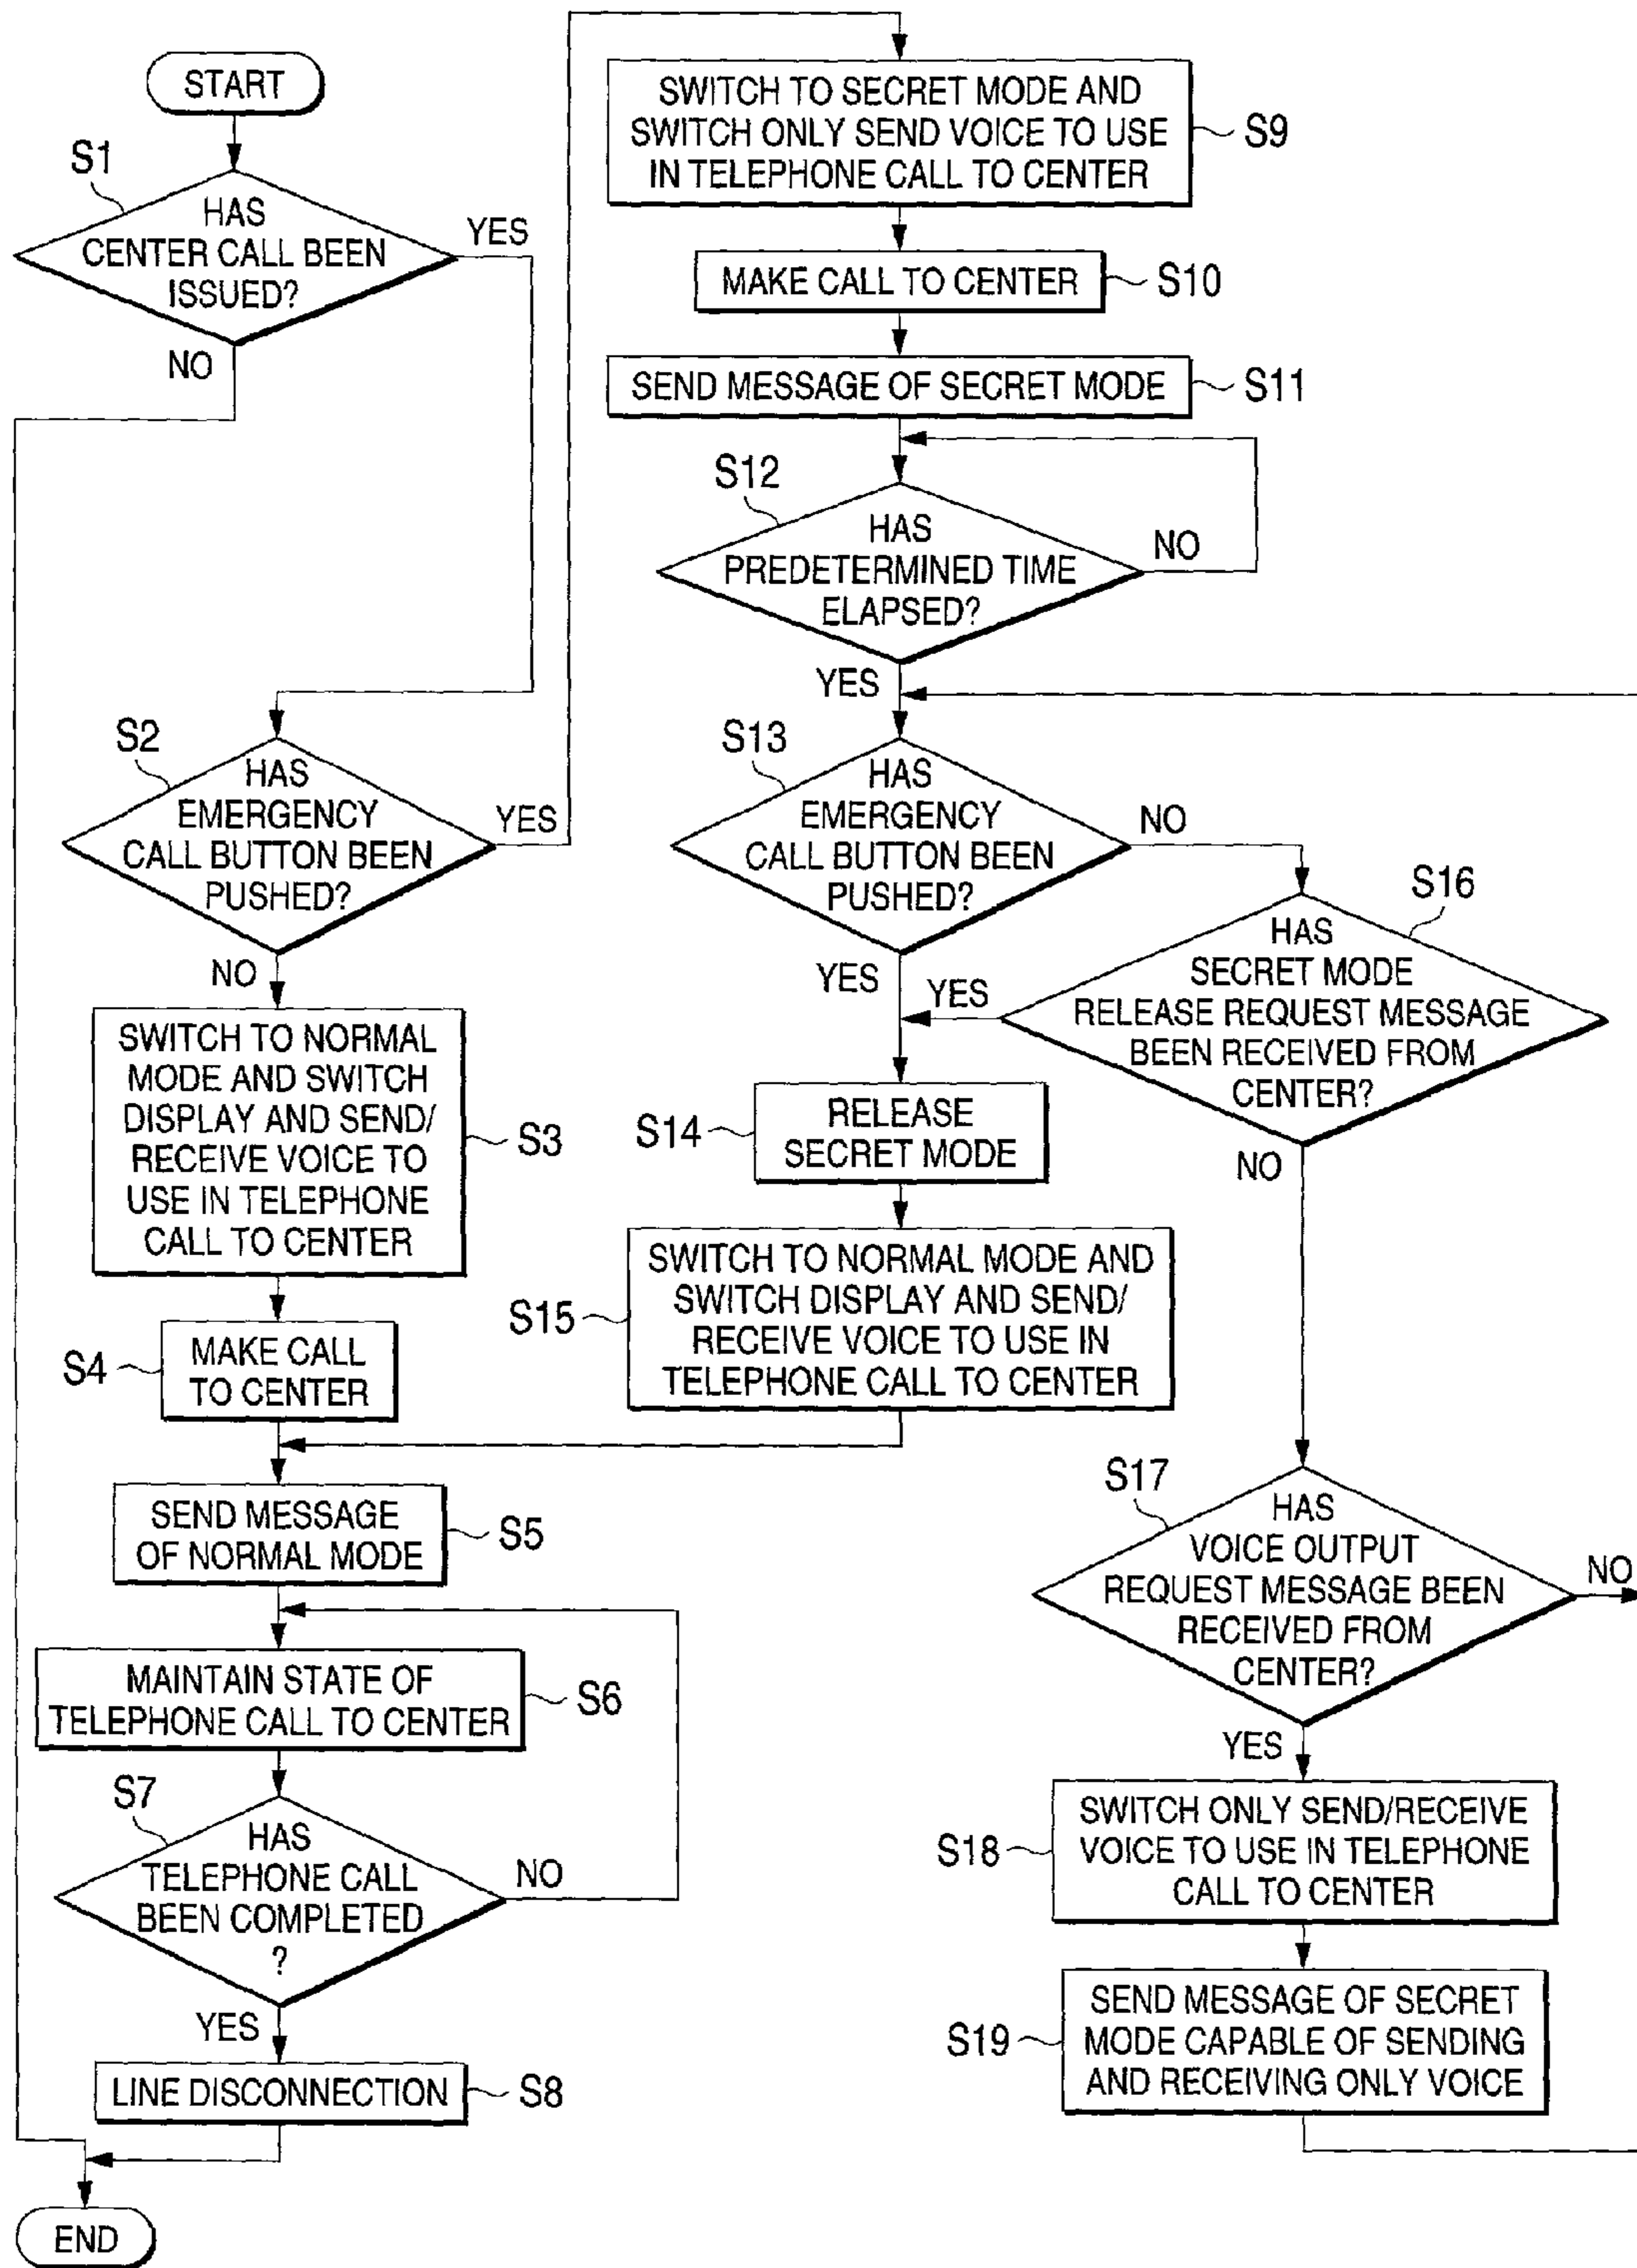 START
S1
HAS
CENTER CALL BEEN
ISSUED?
YES
NO
S2
HAS
EMERGENCY
CALL BUTTON BEEN
PUSHED?
YES
NO
SWITCH TO NORMAL
MODE AND SWITCH
DISPLAY AND SEND/
RECEIVE VOICE TO
USE IN TELEPHONE
CALL TO CENTER
S3
S4
MAKE CALL
TO CENTER
SEND MESSAGE
OF NORMAL MODE
S5
MAINTAIN STATE OF
TELEPHONE CALL TO CENTER
S6
S7
HAS
TELEPHONE CALL
BEEN COMPLETED
?
NO
YES
LINE DISCONNECTION
S8
END
SWITCH TO SECRET MODE AND
SWITCH ONLY SEND VOICE TO USE
IN TELEPHONE CALL TO CENTER
S9
MAKE CALL TO CENTER
S10
SEND MESSAGE OF SECRET MODE
S11
S12
HAS
PREDETERMINED TIME
ELAPSED?
NO
YES
S13
HAS
EMERGENCY
CALL BUTTON BEEN
PUSHED?
NO
YES
S14
RELEASE
SECRET MODE
S15
SWITCH TO NORMAL MODE AND
SWITCH DISPLAY AND SEND/
RECEIVE VOICE TO USE IN
TELEPHONE CALL TO CENTER
S16
HAS
SECRET MODE
RELEASE REQUEST MESSAGE
BEEN RECEIVED FROM
CENTER?
YES
NO
S17
HAS
VOICE OUTPUT
REQUEST MESSAGE BEEN
RECEIVED FROM
CENTER?
NO
YES
S18
SWITCH ONLY SEND/RECEIVE
VOICE TO USE IN TELEPHONE
CALL TO CENTER
S19
SEND MESSAGE OF SECRET
MODE CAPABLE OF SENDING
AND RECEIVING ONLY VOICE